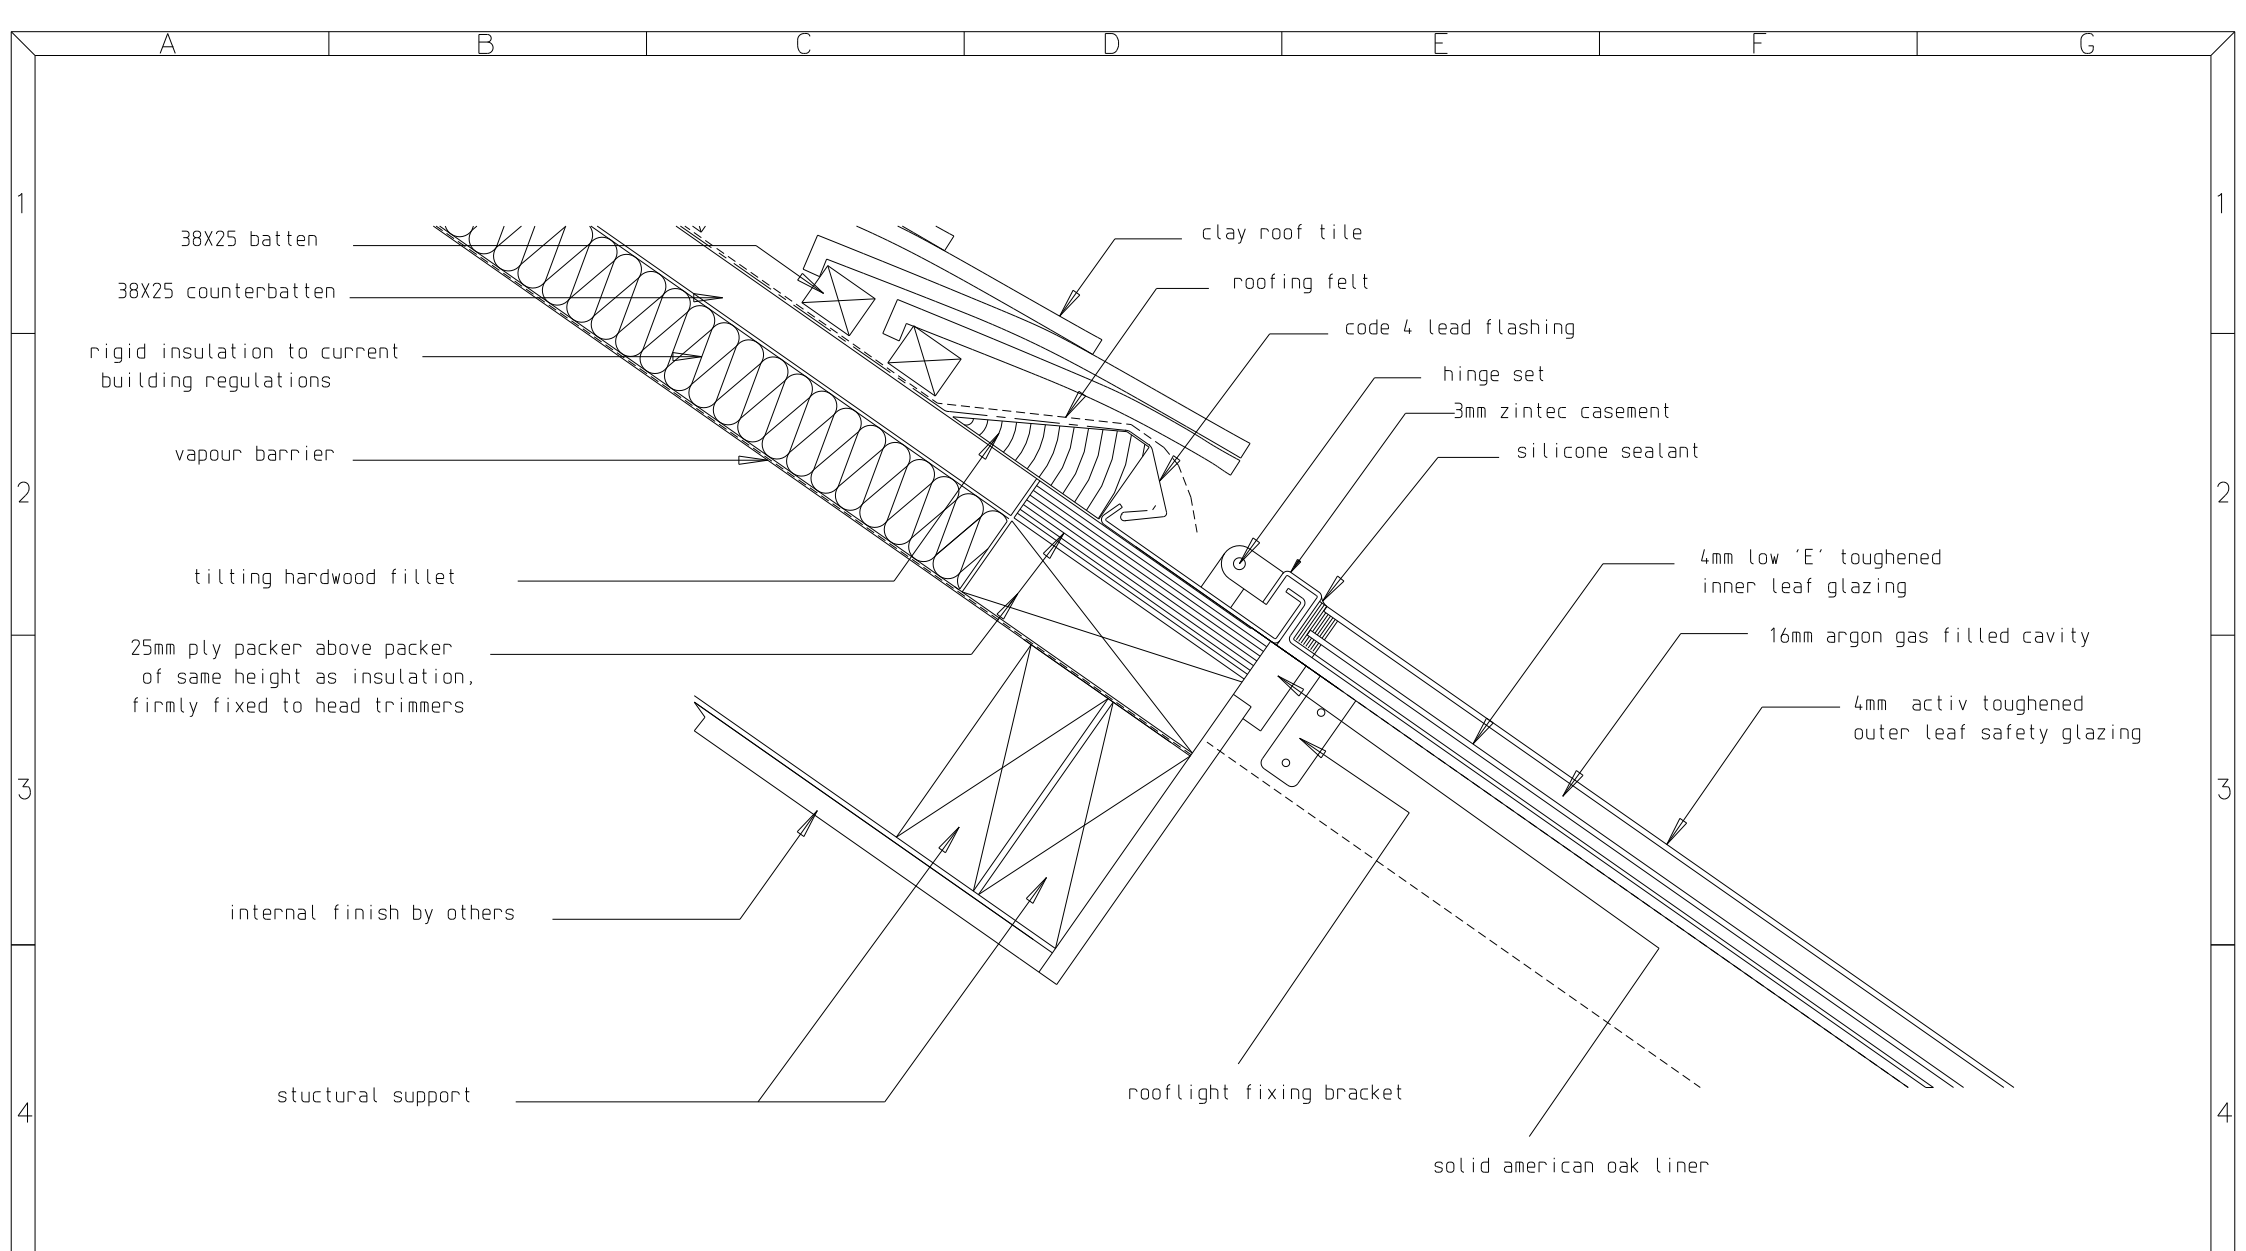 A B C D E F G
1 1
38X25 batten
clay roof tile
38X25 counterbatten
roofing felt
rigid insulation to current
building regulations
code 4 lead flashing
hinge set
3mm zintec casement
vapour barrier
silicone sealant
2 2
tilting hardwood fillet
4mm low 'E' toughened
inner leaf glazing
25mm ply packer above packer
of same height as insulation,
firmly fixed to head trimmers
16mm argon gas filled cavity
4mm activ toughened
outer leaf safety glazing
3 3
internal finish by others
stuctural support
rooflight fixing bracket
4 4
solid american oak liner